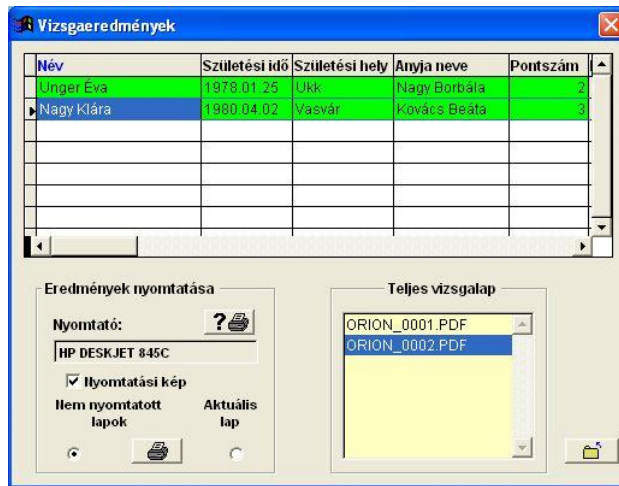 Vizsgaeredmények
Név Születési idő Születési hely Anyja neve Pontszám
Unger Éva 1978.01.25 Ukk Nagy Borbála 2
Nagy Klára 1980.04.02 Vasvár Kovács Beáta 3
Eredmények nyomtatása
Nyomtató: ?
HP DESKJET 845C
Nyomtatási kép
Nem nyomtatott lapok
Aktuális lap
Teljes vizsgalap
ORION_0001.PDF
ORION_0002.PDF